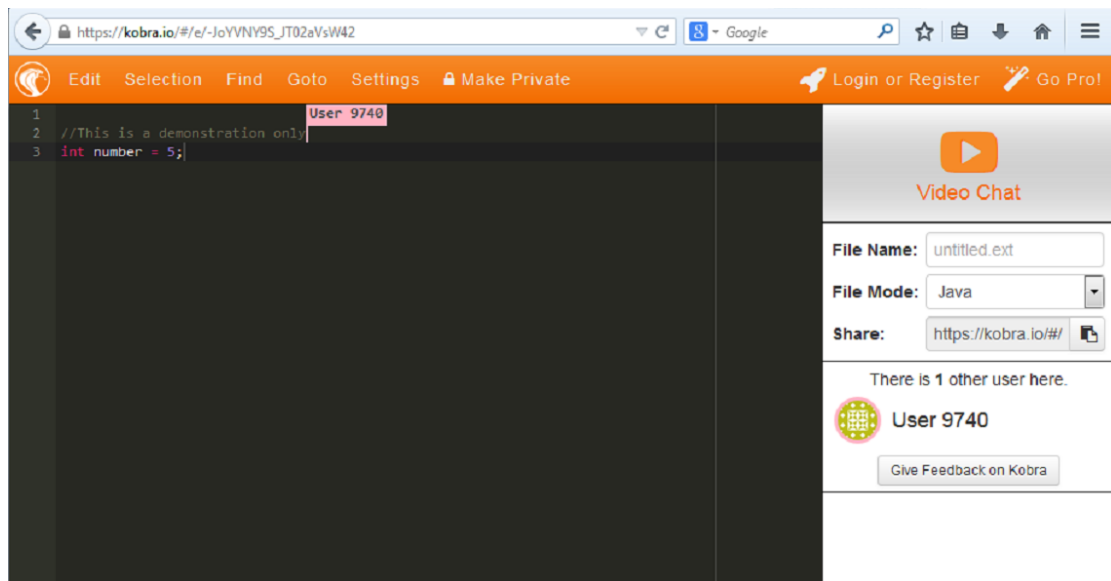 https://kobra.io/#/e/-JoYVNY9S_JT02aVsW42
8 Google
Edit Selection Find Goto Settings Make Private Login or Register Go Pro!
User 9740
1
2 //This is a demonstration only
3 int number = 5;
Video Chat
File Name: untitled.ext
File Mode: Java
Share: https://kobra.io/#/
There is 1 other user here.
User 9740
Give Feedback on Kobra